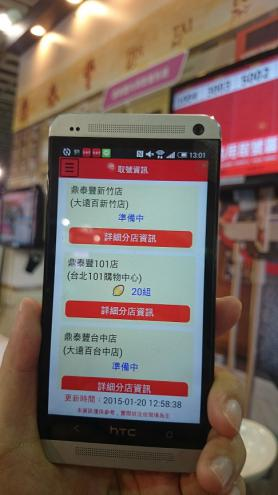 13:01
取號資訊
鼎泰豐新竹店
(大遠百新竹店)
準備中
詳細分店資訊
鼎泰豐101店
(台北101購物中心)
20組
詳細分店資訊
鼎泰豐台中店
(大遠百台中店)
準備中
詳細分店資訊
更新時間：2015-01-20 12:58:38
hTC